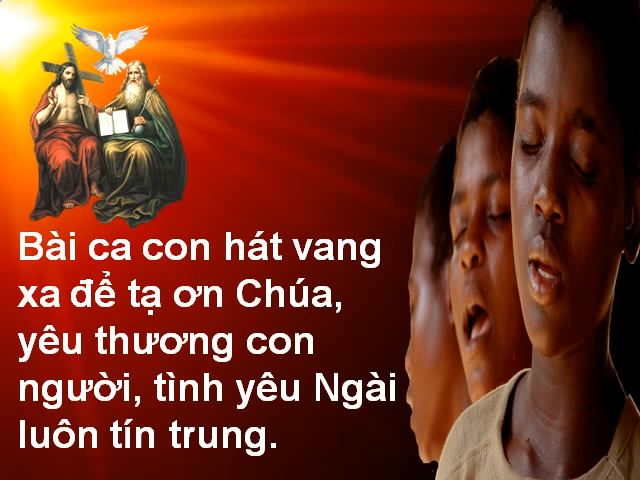 Bài ca con hát vang
xa để tạ ơn Chúa,
yêu thương con
người, tình yêu Ngài
luôn tín trung.